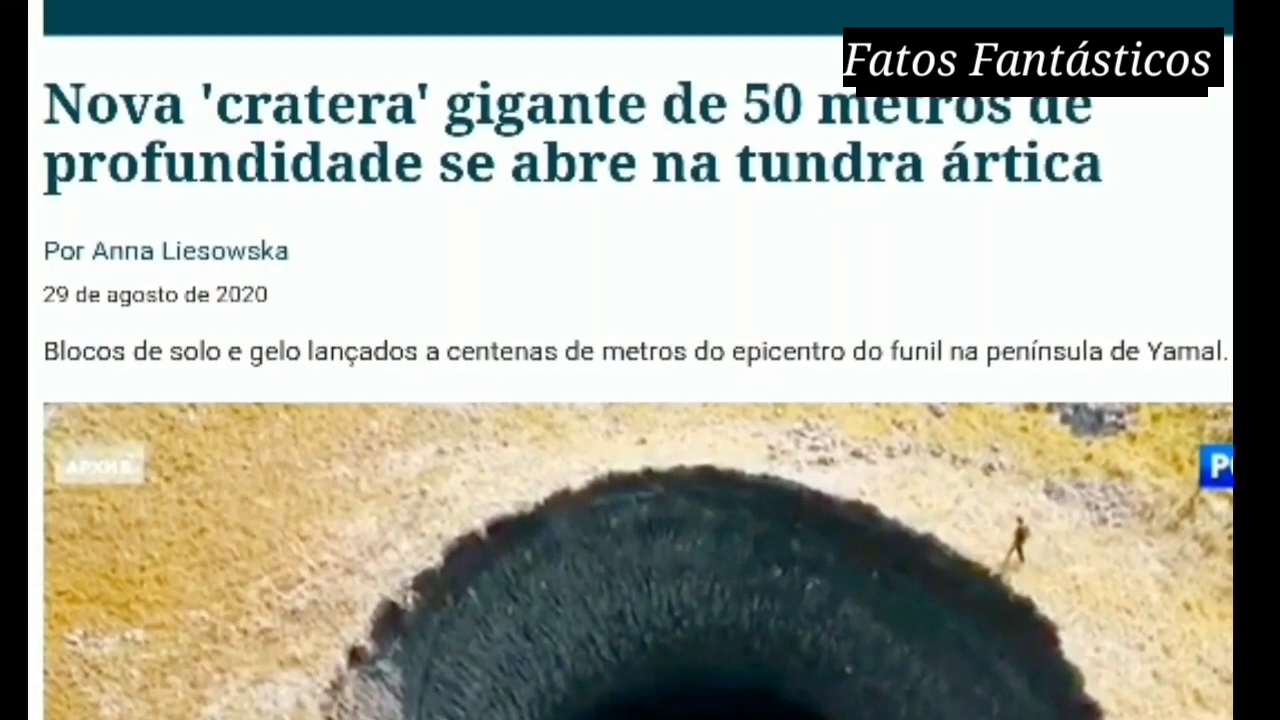 Fatos Fantásticos
Nova 'cratera' gigante de 50 metros de
profundidade se abre na tundra ártica
Por Anna Liesowska
29 de agosto de 2020
Blocos de solo e gelo lançados a centenas de metros do epicentro do funil na península de Yamal.
АРХИВ